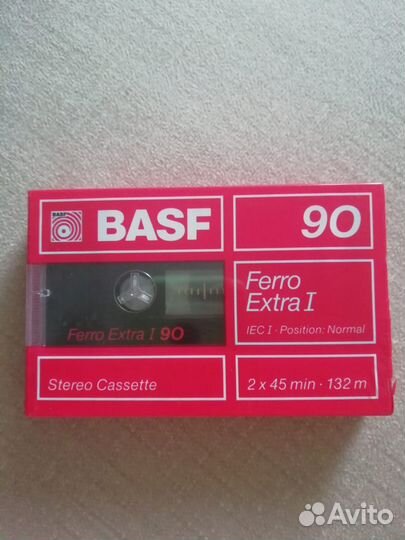 BASF
BASF
90
Ferro
Extra I
IEC I · Position: Normal
Ferro Extra I 90
Stereo Cassette
2 x 45 min · 132 m
Avito